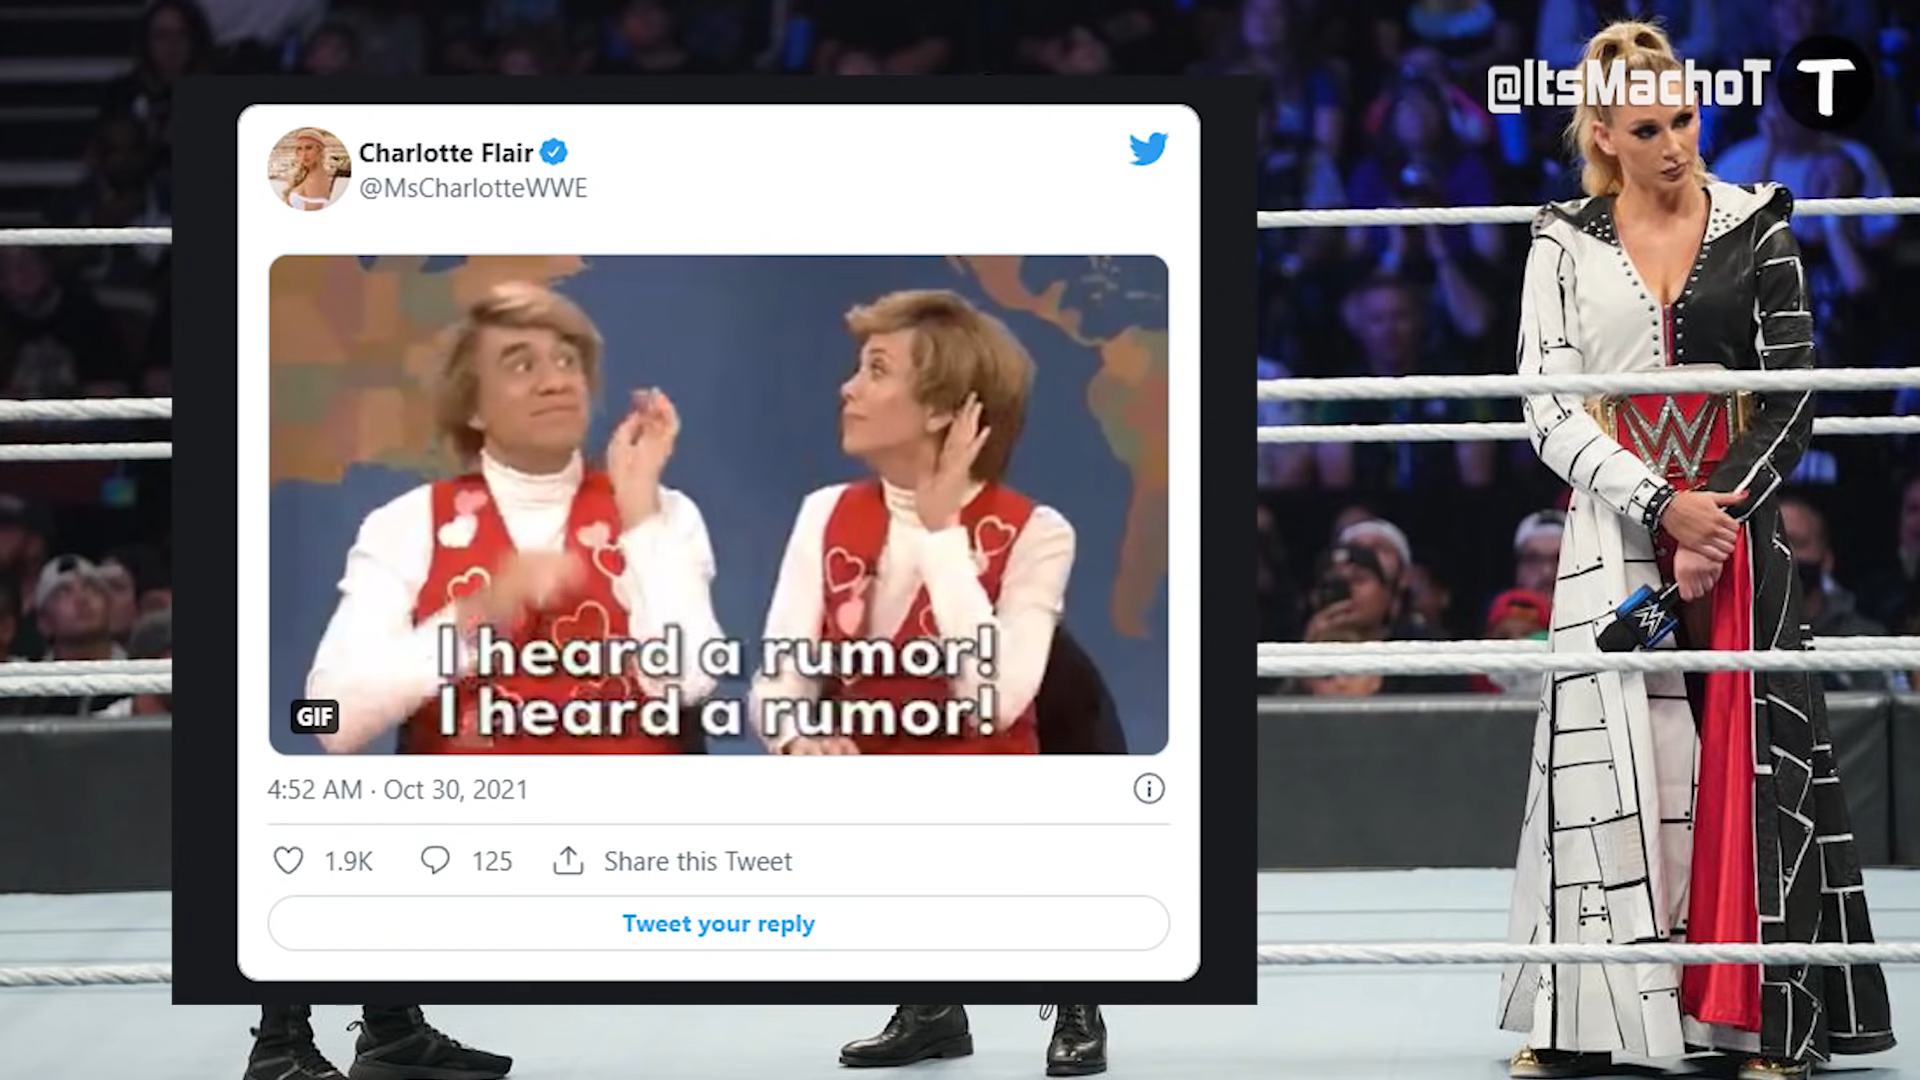 @ItsMachoT T
Charlotte Flair
@MsCharlotteWWE
I heard a rumor!
I heard a rumor!
GIF
4:52 AM · Oct 30, 2021
1.9K
125
Share this Tweet
Tweet your reply